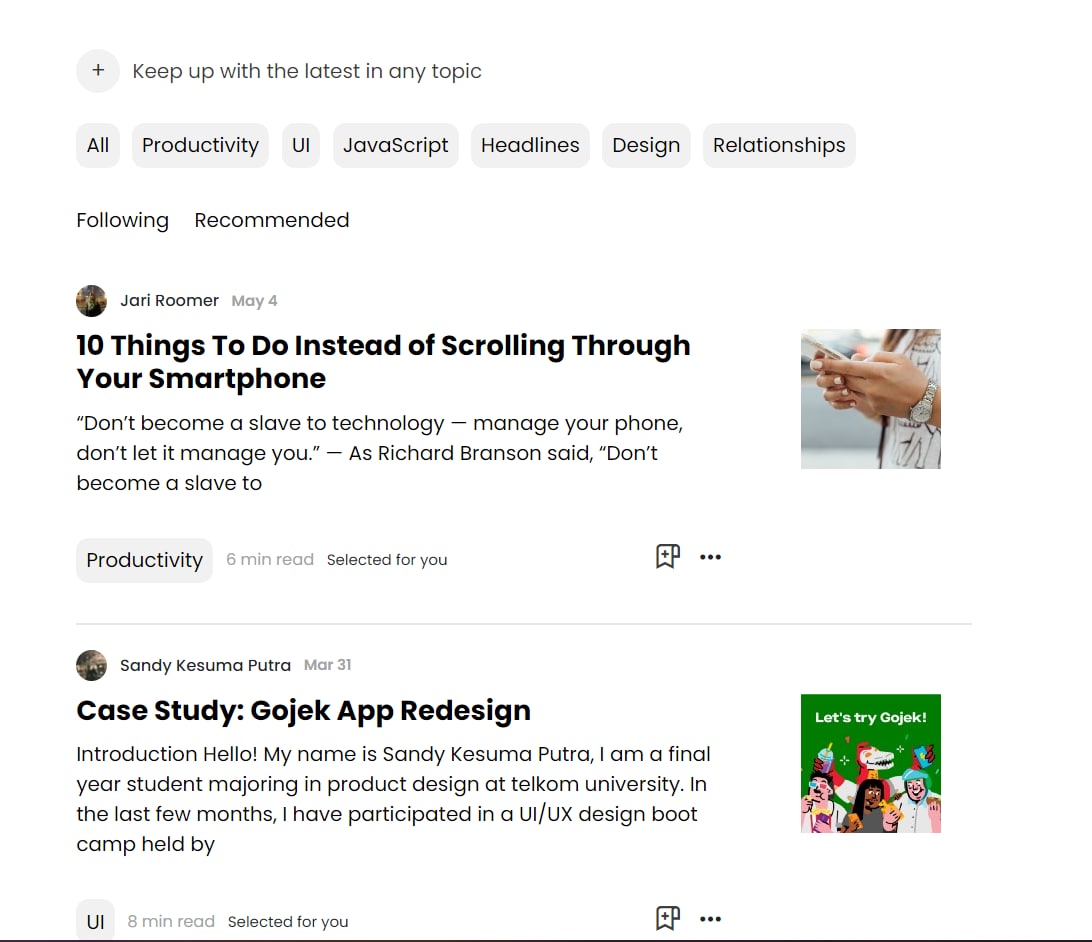 + Keep up with the latest in any topic
All Productivity UI JavaScript Headlines Design Relationships
Following Recommended
Jari Roomer May 4
10 Things To Do Instead of Scrolling Through
Your Smartphone
“Don’t become a slave to technology — manage your phone,
don’t let it manage you.” — As Richard Branson said, “Don’t
become a slave to
Productivity 6 min read Selected for you
Sandy Kesuma Putra Mar 31
Case Study: Gojek App Redesign
Let's try Gojek!
Introduction Hello! My name is Sandy Kesuma Putra, I am a final
year student majoring in product design at telkom university. In
the last few months, I have participated in a UI/UX design boot
camp held by
UI 8 min read Selected for you